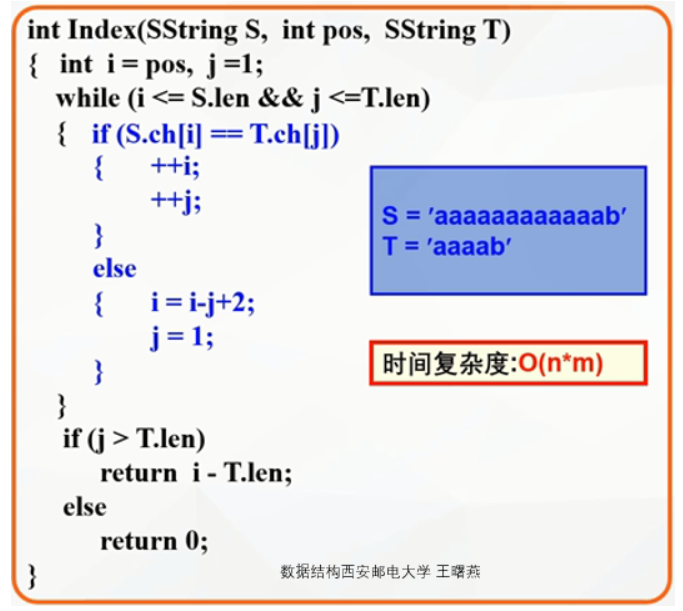 int Index(SString S, int pos, SString T)
{ int i = pos, j =1;
while (i <= S.len && j <=T.len)
{ if (S.ch[i] == T.ch[j])
{ ++i;
++j;
}
else
{ i = i-j+2;
j = 1;
}
}
if (j > T.len)
return i - T.len;
else
return 0;
}
S = 'aaaaaaaaaaaab'
T = 'aaaab'
时间复杂度:O(n*m)
数据结构西安邮电大学 王曙燕